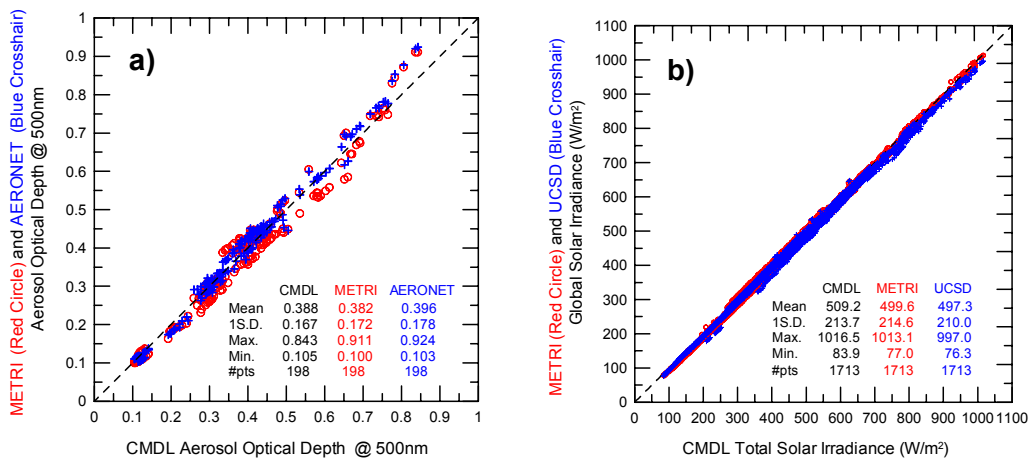 a)
METRI (Red Circle) and AERONET (Blue Crosshair)
Aerosol Optical Depth @ 500nm
1
0.9
0.8
0.7
0.6
0.5
0.4
0.3
0.2
0.1
0
CMDL METRI AERONET
Mean 0.388 0.382 0.396
1S.D. 0.167 0.172 0.178
Max. 0.843 0.911 0.924
Min. 0.105 0.100 0.103
#pts 198 198 198
0 0.1 0.2 0.3 0.4 0.5 0.6 0.7 0.8 0.9 1
CMDL Aerosol Optical Depth @ 500nm
b)
METRI (Red Circle) and UCSD (Blue Crosshair)
Global Solar Irradiance (W/m²)
1100
1000
900
800
700
600
500
400
300
200
100
0
CMDL METRI UCSD
Mean 509.2 499.6 497.3
1S.D. 213.7 214.6 210.0
Max. 1016.5 1013.1 997.0
Min. 83.9 77.0 76.3
#pts 1713 1713 1713
0 100 200 300 400 500 600 700 800 900 1000 1100
CMDL Total Solar Irradiance (W/m²)